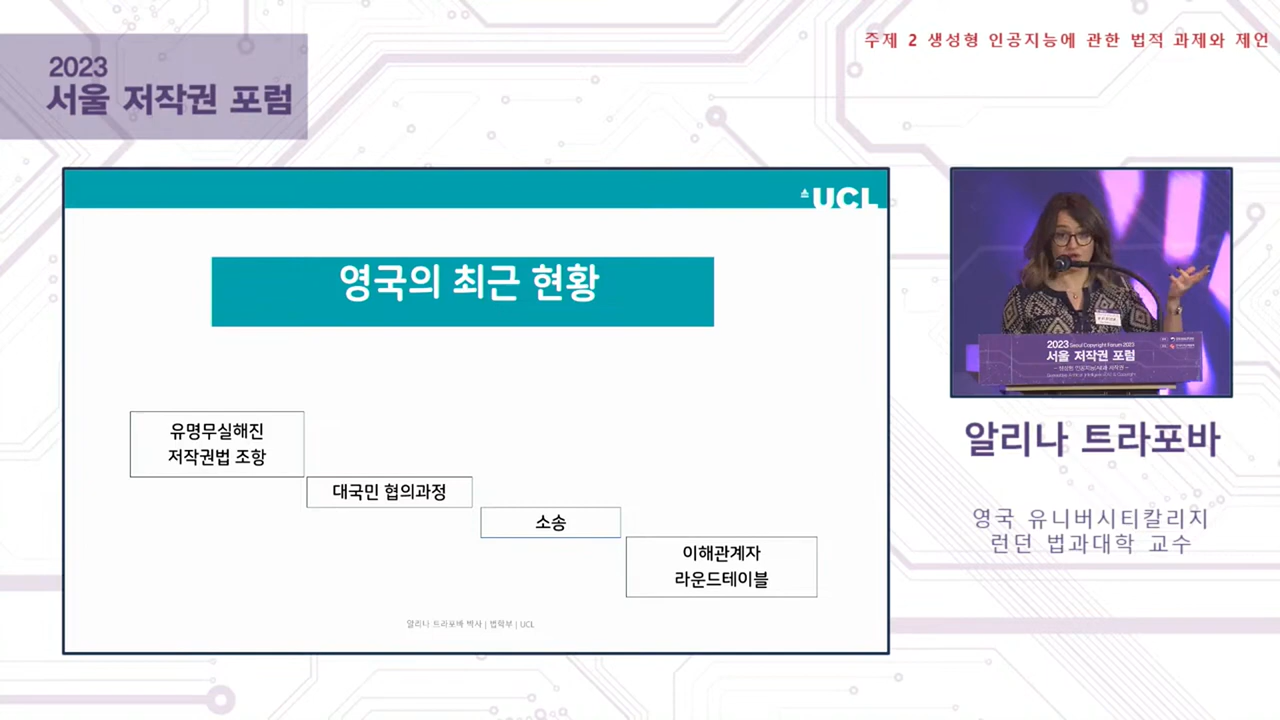 주제 2 생성형 인공지능에 관한 법적 과제와 제언
2023
서울 저작권 포럼
UCL
영국의 최근 현황
유명무실해진
저작권법 조항
대국민 협의과정
소송
이해관계자
라운드테이블
알리나 트라포바 박사 | 법학부 | UCL
2023 Seoul Copyright Forum 2023
서울 저작권 포럼
알리나 트라포바
영국 유니버시티칼리지
런던 법과대학 교수